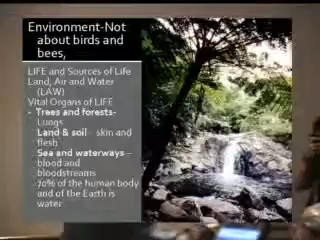 Environment-Not
about birds and
bees,
LIFE and Sources of Life
Land, Air and Water
(LAW)
Vital Organs of LIFE
- Trees and forests-
Lungs
Land & soil - skin and
flesh
Sea and waterways -
blood and
bloodstreams
70% of the human body
and of the Earth is
water